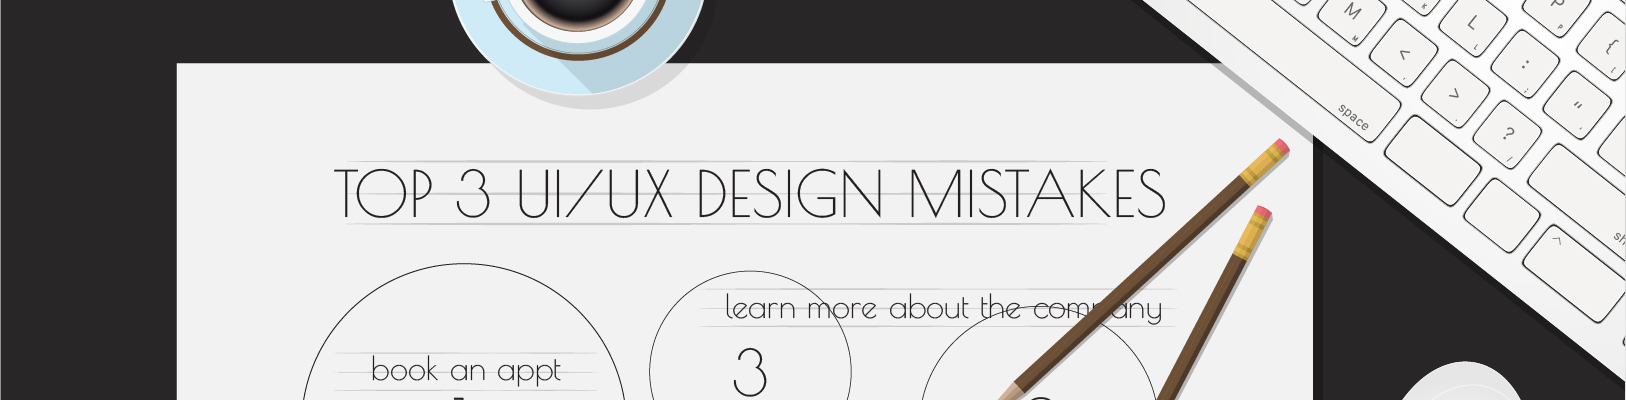 TOP 3 UI/UX DESIGN MISTAKES
learn more about the company
book an appt
3
M
M
K
L
L
P
P
{
[
<
,
:
;
>
.
"
'
?
/
space
sh
^